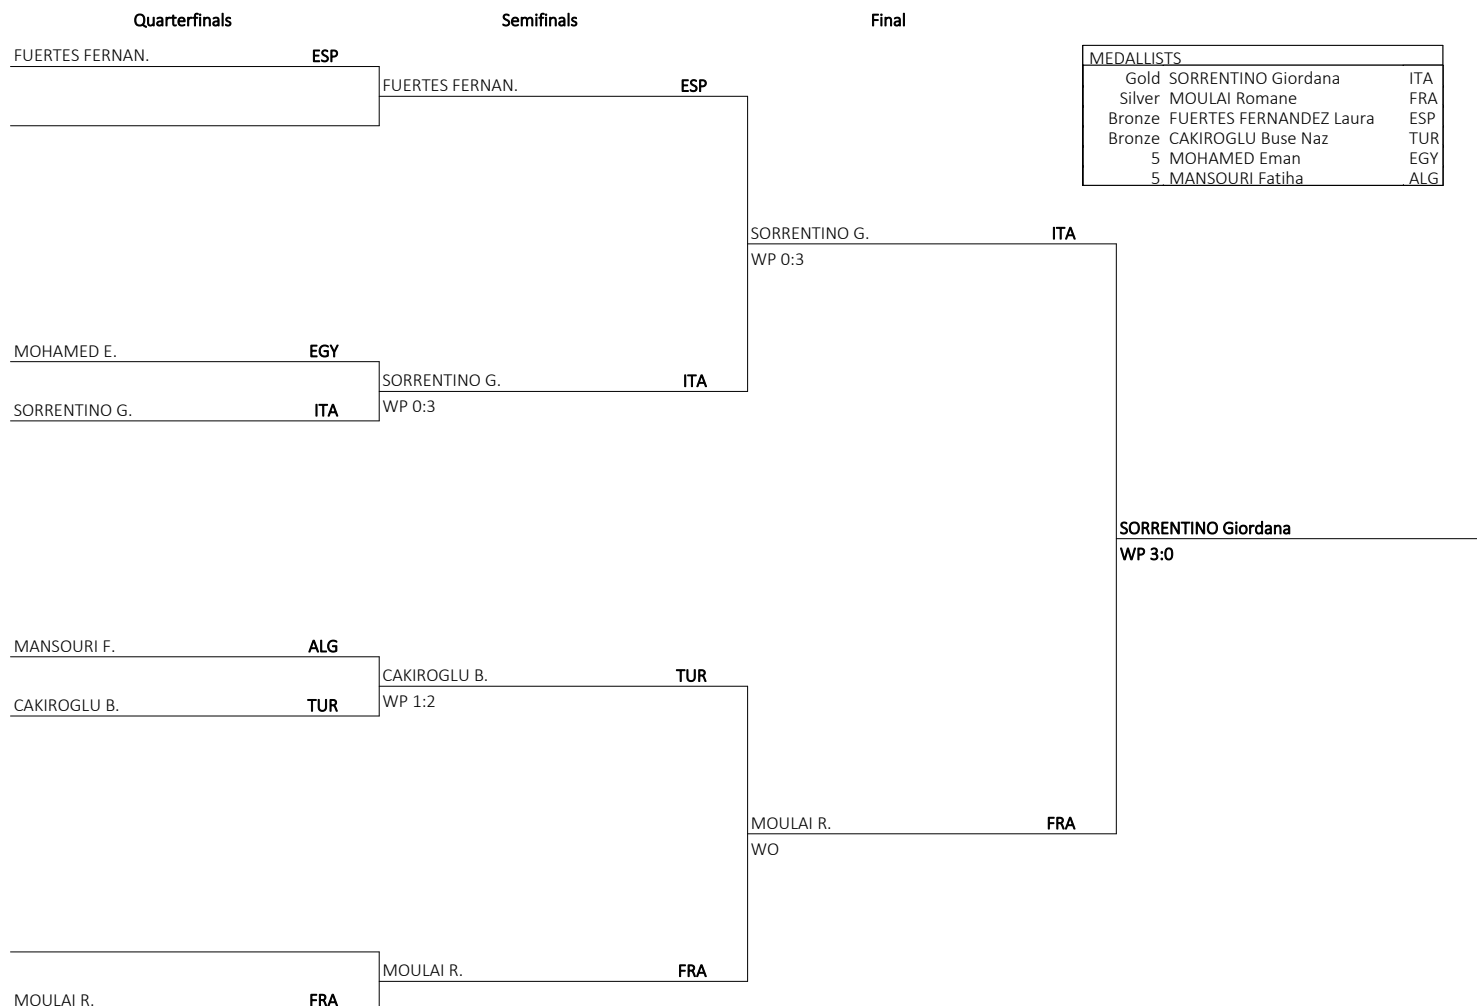 Quarterfinals Semifinals Final
FUERTES FERNAN. ESP
MEDALLISTS
FUERTES FERNAN. ESP
Gold SORRENTINO Giordana ITA
Silver MOULAI Romane FRA
Bronze FUERTES FERNANDEZ Laura ESP
Bronze CAKIROGLU Buse Naz TUR
5 MOHAMED Eman EGY
5 MANSOURI Fatiha ALG
SORRENTINO G. ITA
WP 0:3
MOHAMED E. EGY
SORRENTINO G. ITA
WP 0:3
SORRENTINO G. ITA
SORRENTINO Giordana
WP 3:0
MANSOURI F. ALG
CAKIROGLU B. TUR
WP 1:2
CAKIROGLU B. TUR
MOULAI R. FRA
WO
MOULAI R. FRA
MOULAI R. FRA